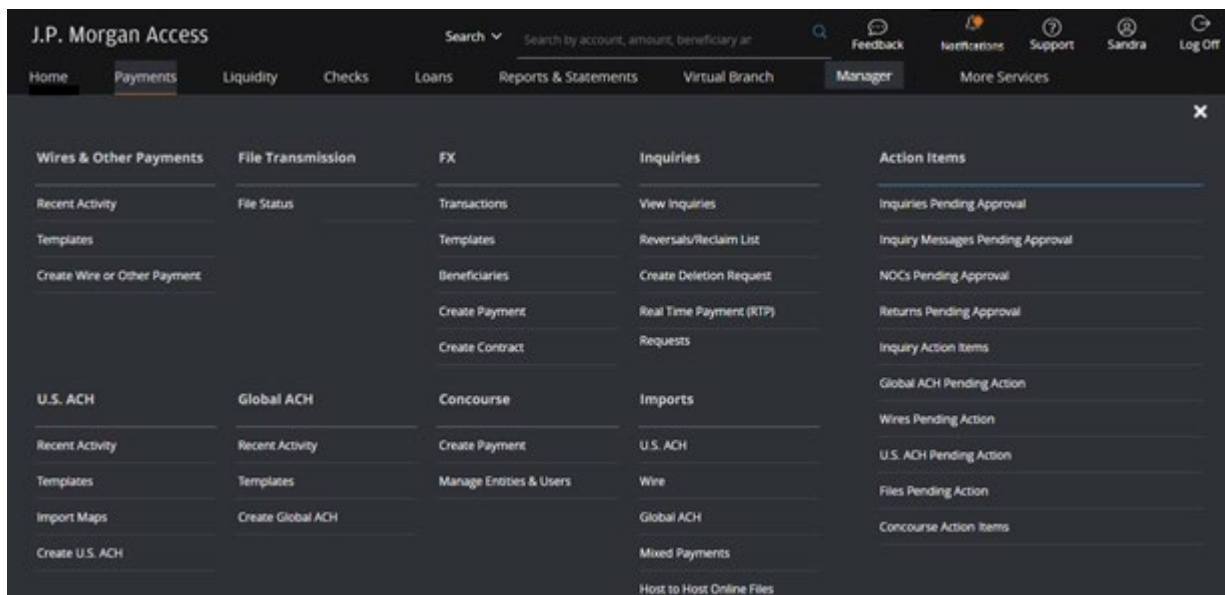 J.P. Morgan Access
Search
Search by account, amount, beneficiary ar
Feedback
Notifications
Support
Sandra
Log Off
Home
Payments
Liquidity
Checks
Loans
Reports & Statements
Virtual Branch
Manager
More Services
Wires & Other Payments
Recent Activity
Templates
Create Wire or Other Payment
File Transmission
File Status
FX
Transactions
Templates
Beneficiaries
Create Payment
Create Contract
Inquiries
View Inquiries
Reversals/Reclaim List
Create Deletion Request
Real Time Payment (RTP)
Requests
Action Items
Inquiries Pending Approval
Inquiry Messages Pending Approval
NOCs Pending Approval
Returns Pending Approval
Inquiry Action Items
Global ACH Pending Action
Wires Pending Action
U.S. ACH Pending Action
Files Pending Action
Concourse Action Items
U.S. ACH
Recent Activity
Templates
Import Maps
Create U.S. ACH
Global ACH
Recent Activity
Templates
Create Global ACH
Concourse
Create Payment
Manage Entities & Users
Imports
U.S. ACH
Wire
Global ACH
Mixed Payments
Host to Host Online Files